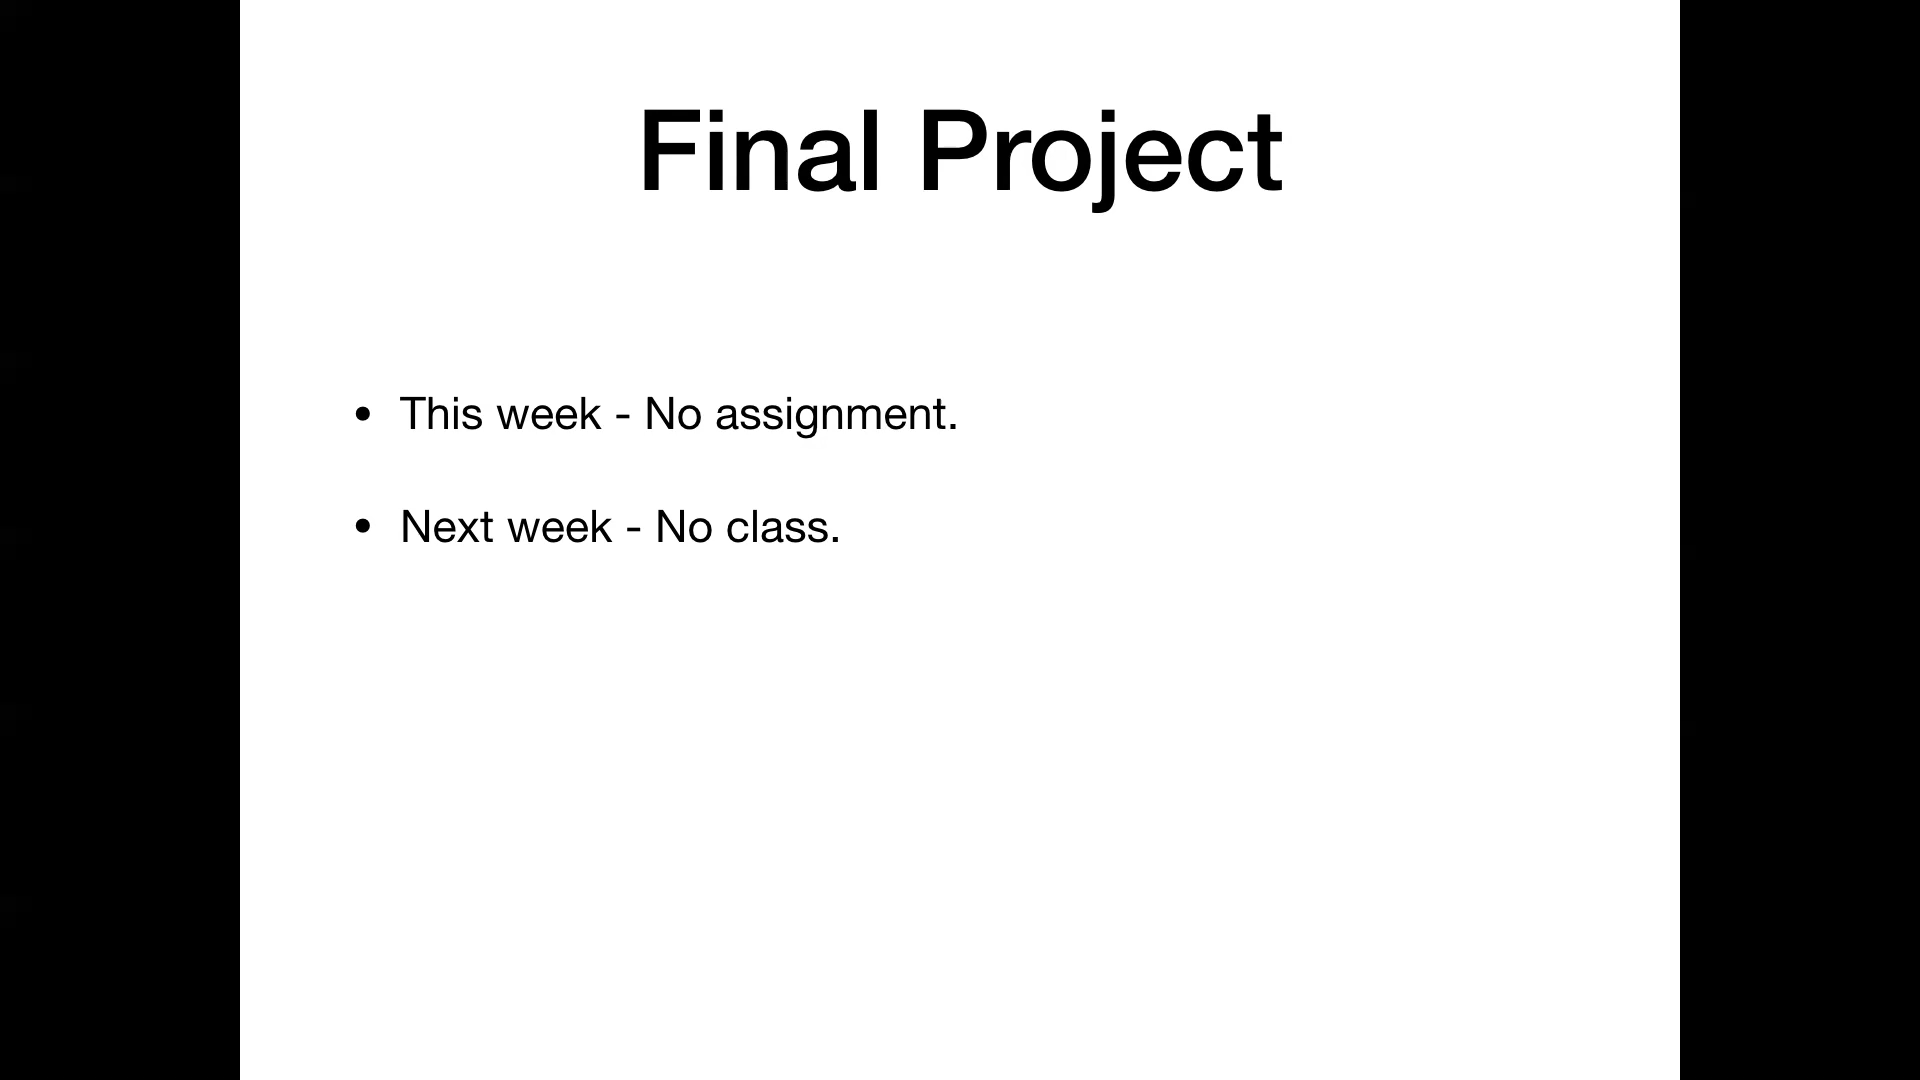 Final Project
• This week - No assignment.
• Next week - No class.